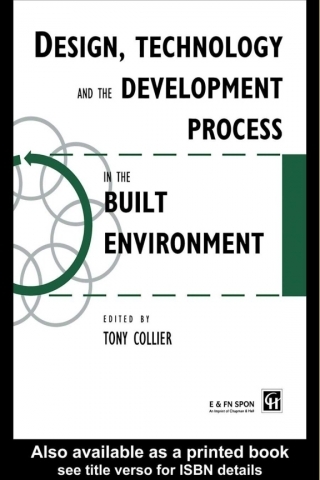 DESIGN, TECHNOLOGY
AND THE DEVELOPMENT
PROCESS
IN THE
BUILT
ENVIRONMENT
EDITED BY
TONY COLLIER
E & FN SPON
An Imprint of Chapman & Hall
Also available as a printed book
see title verso for ISBN details